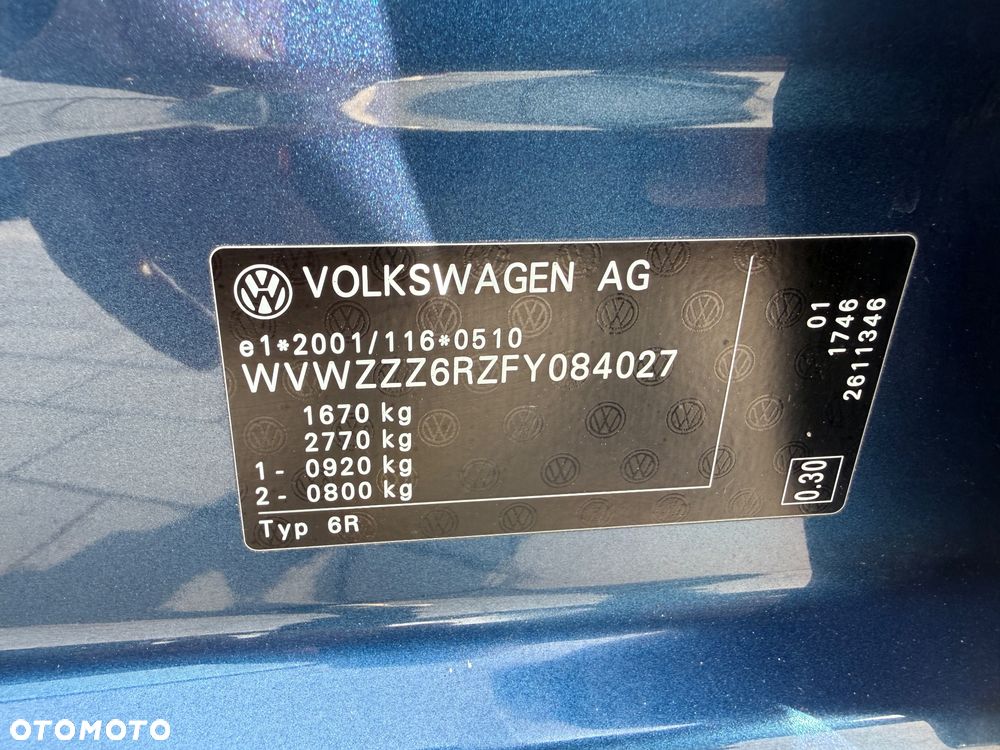 VOLKSWAGEN AG
e1*2001/116*0510
WVWZZZ6RZFY084027
1670 kg
2770 kg
1- 0920 kg
2- 0800 kg
Typ 6R
01
1746
2611346
0.30
OTOMOTO